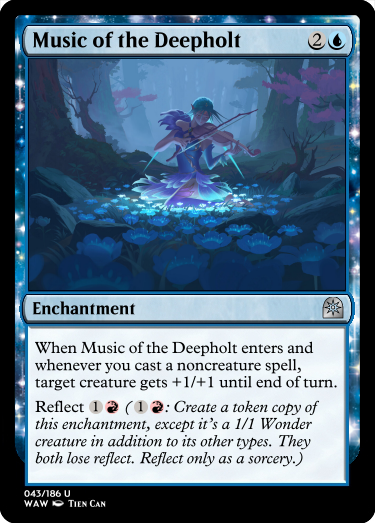 Music of the Deepholt 2
Enchantment
When Music of the Deepholt enters and
whenever you cast a noncreature spell,
target creature gets +1/+1 until end of turn.
Reflect 1 ( 1 : Create a token copy of
this enchantment, except it's a 1/1 Wonder
creature in addition to its other types. They
both lose reflect. Reflect only as a sorcery.)
043/186 U
WAW Tien Can